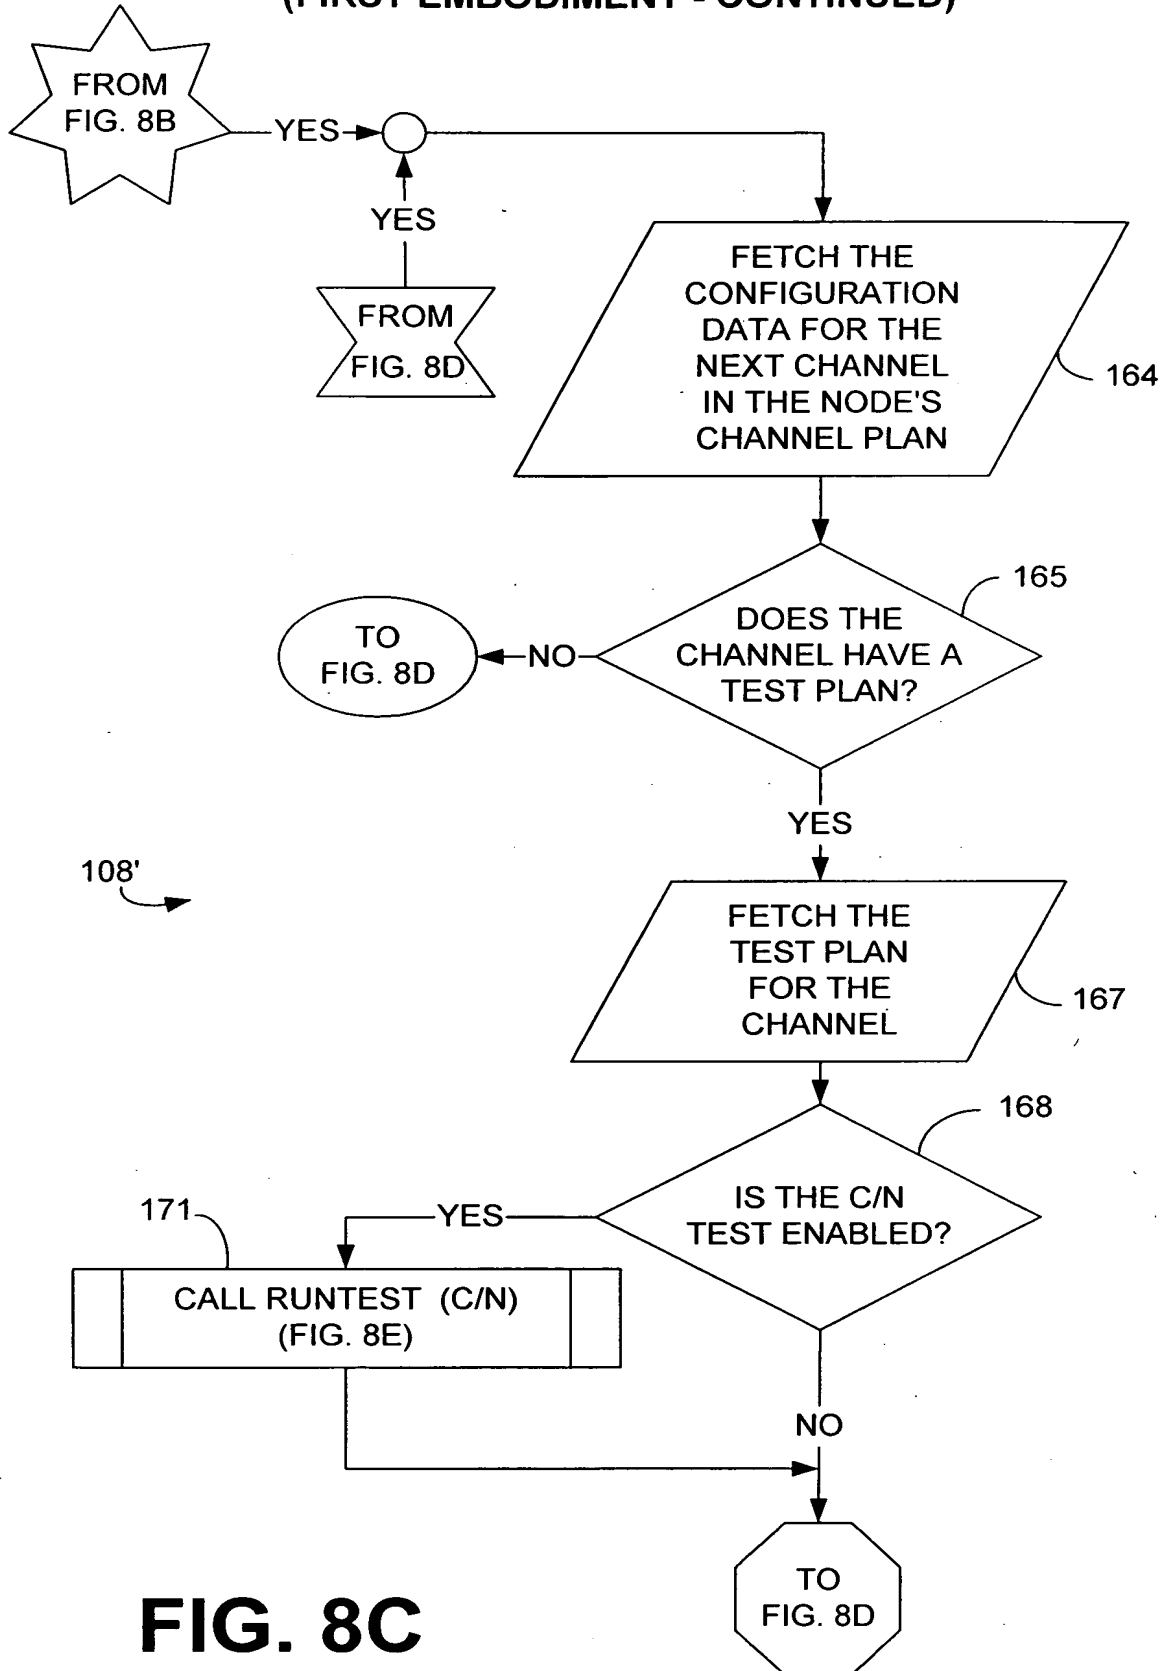 (FIRST EMBODIMENT - CONTINUED)
FROM
FIG. 8B
YES
YES
FROM
FIG. 8D
FETCH THE
CONFIGURATION
DATA FOR THE
NEXT CHANNEL
IN THE NODE'S
CHANNEL PLAN
164
165
DOES THE
CHANNEL HAVE A
TEST PLAN?
NO
TO
FIG. 8D
YES
108'
FETCH THE
TEST PLAN
FOR THE
CHANNEL
167
168
IS THE C/N
TEST ENABLED?
YES
171
CALL RUNTEST (C/N)
(FIG. 8E)
NO
TO
FIG. 8D
FIG. 8C